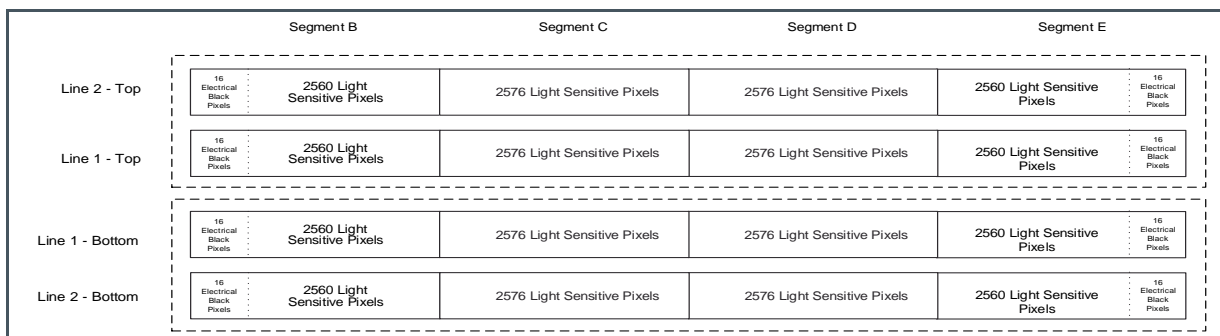 Segment B Segment C Segment D Segment E
Line 2 - Top
16
Electrical
Black
Pixels
2560 Light
Sensitive Pixels
2576 Light Sensitive Pixels
2576 Light Sensitive Pixels
2560 Light Sensitive
Pixels
16
Electrical
Black
Pixels
Line 1 - Top
16
Electrical
Black
Pixels
2560 Light
Sensitive Pixels
2576 Light Sensitive Pixels
2576 Light Sensitive Pixels
2560 Light Sensitive
Pixels
16
Electrical
Black
Pixels
Line 1 - Bottom
16
Electrical
Black
Pixels
2560 Light
Sensitive Pixels
2576 Light Sensitive Pixels
2576 Light Sensitive Pixels
2560 Light Sensitive
Pixels
16
Electrical
Black
Pixels
Line 2 - Bottom
16
Electrical
Black
Pixels
2560 Light
Sensitive Pixels
2576 Light Sensitive Pixels
2576 Light Sensitive Pixels
2560 Light Sensitive
Pixels
16
Electrical
Black
Pixels